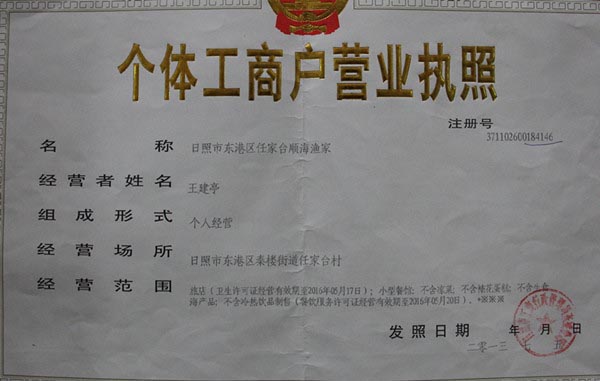 个体工商户营业执照
注册号
371102600184146
名 称 日照市东港区任家台顺海渔家
经营者姓名 王建亭
组成形式 个人经营
经营场所 日照市东港区秦楼街道任家台村
经营范围 旅店（卫生许可证经营有效期至2016年05月17日）；小型餐馆；不含凉菜；不含裱花蛋糕；不含生食
海产品；不含冷热饮品制售（餐饮服务许可证经营有效期至2016年05月20日）。*※※※
发照日期 年 月 日
二〇一三